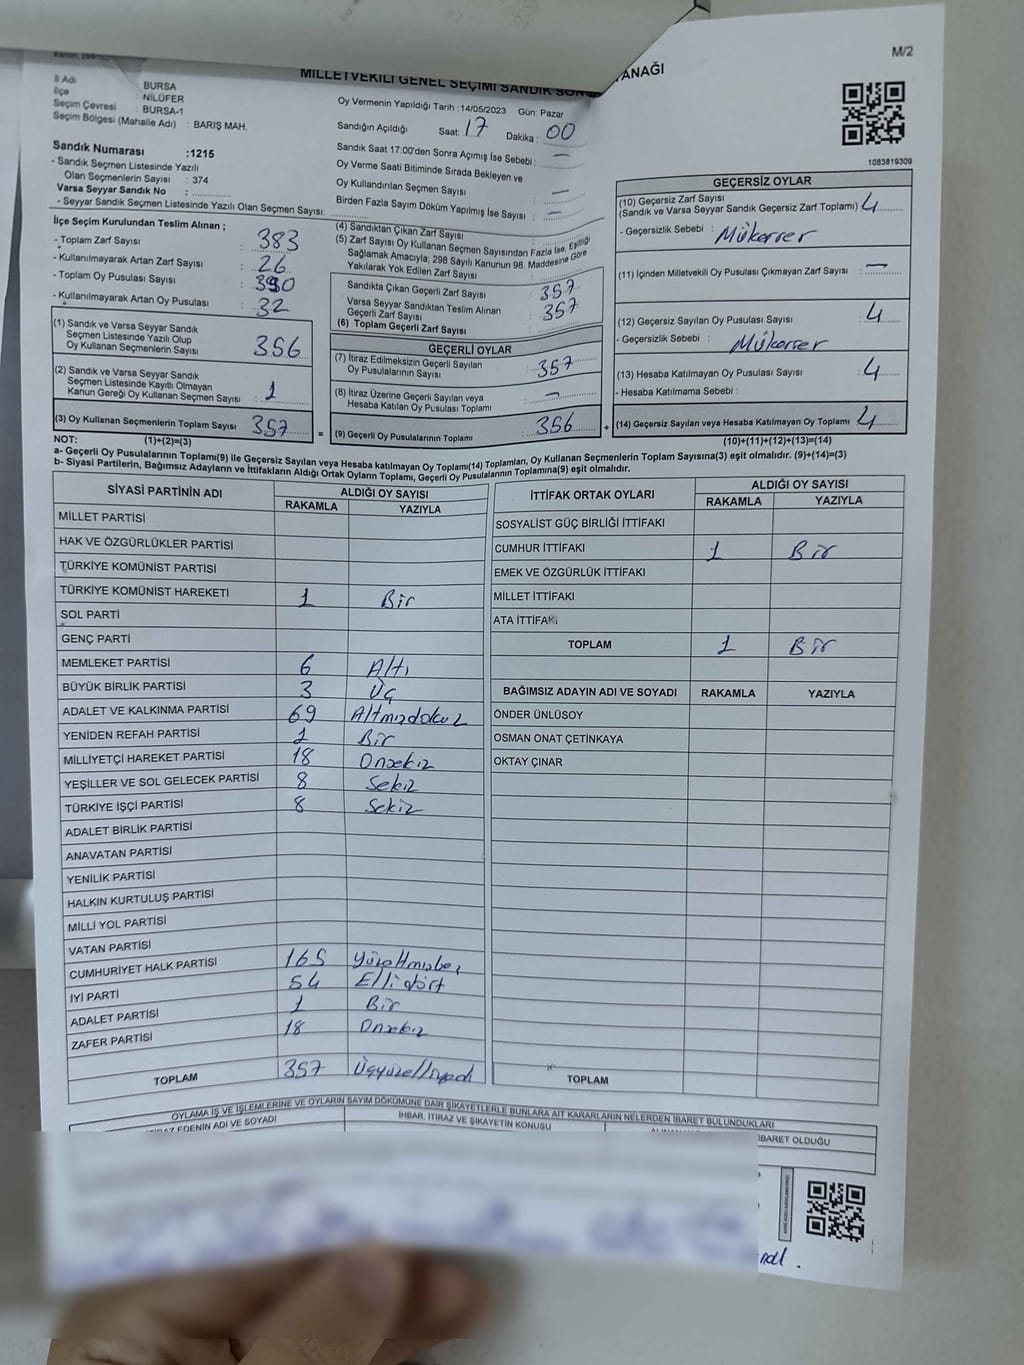 M/2
MİLLETVEKİLİ GENEL SEÇİMİ SANDIK SONU
TANAĞI
İl Adı : BURSA
İlçe : NİLÜFER
Seçim Çevresi : BURSA-1
Seçim Bölgesi (Mahalle Adı) : BARIŞ MAH.
Sandık Numarası :1215
- Sandık Seçmen Listesinde Yazılı
Olan Seçmenlerin Sayısı : 374
Varsa Seyyar Sandık No :
- Seyyar Sandık Seçmen Listesinde Yazılı Olan Seçmen Sayısı:
Oy Vermenin Yapıldığı Tarih :14/05/2023 Gün: Pazar
Sandığın Açıldığı Saat: 17 Dakika : 00
Sandık Saat 17:00'den Sonra Açımış İse Sebebi : —
Oy Verme Saati Bitiminde Sırada Bekleyen ve
Oy Kullandırılan Seçmen Sayısı —
Birden Fazla Sayım Döküm Yapılmış İse Sayısı : —
1083819309
İlçe Seçim Kurulundan Teslim Alınan ;
- Toplam Zarf Sayısı : 383
- Kullanılmayarak Artan Zarf Sayısı : 26
- Toplam Oy Pusulası Sayısı : 390
- Kullanılmayarak Artan Oy Pusulası : 32
(1) Sandık ve Varsa Seyyar Sandık
Seçmen Listesinde Yazılı Olup
Oy Kullanan Seçmenlerin Sayısı 356
(2) Sandık ve Varsa Seyyar Sandık
Seçmen Listesinde Kayıtlı Olmayan
Kanun Gereği Oy Kullanan Seçmen Sayısı : 1
(3) Oy Kullanan Seçmenlerin Toplam Sayısı 357
(4) Sandıktan Çıkan Zarf Sayısı
(5) Zarf Sayısı Oy Kullanan Seçmen Sayısından Fazla İse, Eşitliği
Sağlamak Amacıyla; 298 Sayılı Kanunun 98. Maddesine Göre
Yakılarak Yok Edilen Zarf Sayısı
Sandıkta Çıkan Geçerli Zarf Sayısı : 357
Varsa Seyyar Sandıktan Teslim Alınan
Geçerli Zarf Sayısı : 357
(6) Toplam Geçerli Zarf Sayısı
GEÇERLİ OYLAR
(7) İtiraz Edilmeksizin Geçerli Sayılan
Oy Pusulalarının Sayısı : 357
(8) İtiraz Üzerine Geçerli Sayılan veya
Hesaba Katılan Oy Pusulası Toplamı : —
= (9) Geçerli Oy Pusulalarının Toplamı 356
GEÇERSİZ OYLAR
(10) Geçersiz Zarf Sayısı
(Sandık ve Varsa Seyyar Sandık Geçersiz Zarf Toplamı) 4
- Geçersizlik Sebebi : Mükerrer
(11) İçinden Milletvekili Oy Pusulası Çıkmayan Zarf Sayısı : —
(12) Geçersiz Sayılan Oy Pusulası Sayısı : 4
- Geçersizlik Sebebi : Mükerrer
(13) Hesaba Katılmayan Oy Pusulası Sayısı : 4
- Hesaba Katılmama Sebebi :
+ (14) Geçersiz Sayılan veya Hesaba Katılmayan Oy Toplamı 4
NOT: (1)+(2)=(3)
(10)+(11)+(12)+(13)=(14)
a- Geçerli Oy Pusulalarının Toplamı(9) ile Geçersiz Sayılan veya Hesaba katılmayan Oy Toplamı(14) Toplamları, Oy Kullanan Seçmenlerin Toplam Sayısına(3) eşit olmalıdır. (9)+(14)=(3)
b- Siyasi Partilerin, Bağımsız Adayların ve İttifakların Aldığı Ortak Oyların Toplamı, Geçerli Oy Pusulalarının Toplamına(9) eşit olmalıdır.
SİYASİ PARTİNİN ADI ALDIĞI OY SAYISI
RAKAMLA YAZIYLA
MİLLET PARTİSİ
HAK VE ÖZGÜRLÜKLER PARTİSİ
TÜRKİYE KOMÜNİST PARTİSİ
TÜRKİYE KOMÜNİST HAREKETİ 1 Bir
SOL PARTİ
GENÇ PARTİ
MEMLEKET PARTİSİ 6 Altı
BÜYÜK BİRLİK PARTİSİ 3 Üç
ADALET VE KALKINMA PARTİSİ 69 Altmışdokuz
YENİDEN REFAH PARTİSİ 1 Bir
MİLLİYETÇİ HAREKET PARTİSİ 18 Onsekiz
YEŞİLLER VE SOL GELECEK PARTİSİ 8 Sekiz
TÜRKİYE İŞÇİ PARTİSİ 8 Sekiz
ADALET BİRLİK PARTİSİ
ANAVATAN PARTİSİ
YENİLİK PARTİSİ
HALKIN KURTULUŞ PARTİSİ
MİLLİ YOL PARTİSİ
VATAN PARTİSİ
CUMHURİYET HALK PARTİSİ 165 Yüzaltmışbeş
İYİ PARTİ 54 Ellidört
ADALET PARTİSİ 1 Bir
ZAFER PARTİSİ 18 Onsekiz
TOPLAM 357 Üçyüzelliyedi
İTTİFAK ORTAK OYLARI ALDIĞI OY SAYISI
RAKAMLA YAZIYLA
SOSYALİST GÜÇ BİRLİĞİ İTTİFAKI
CUMHUR İTTİFAKI 1 Bir
EMEK VE ÖZGÜRLÜK İTTİFAKI
MİLLET İTTİFAKI
ATA İTTİFAKI
TOPLAM 1 Bir
BAĞIMSIZ ADAYIN ADI VE SOYADI RAKAMLA YAZIYLA
ÖNDER ÜNLÜSOY
OSMAN ONAT ÇETİNKAYA
OKTAY ÇINAR
TOPLAM
OYLAMA İŞ VE İŞLEMLERİNE VE OYLARIN SAYIM DÖKÜMÜNE DAİR ŞİKAYETLERLE BUNLARA AİT KARARLARIN NELERDEN İBARET BULUNDUKLARI
EDENİN ADI VE SOYADI İHBAR, İTİRAZ VE ŞİKAYETİN KONUSU İBARET OLDUĞU